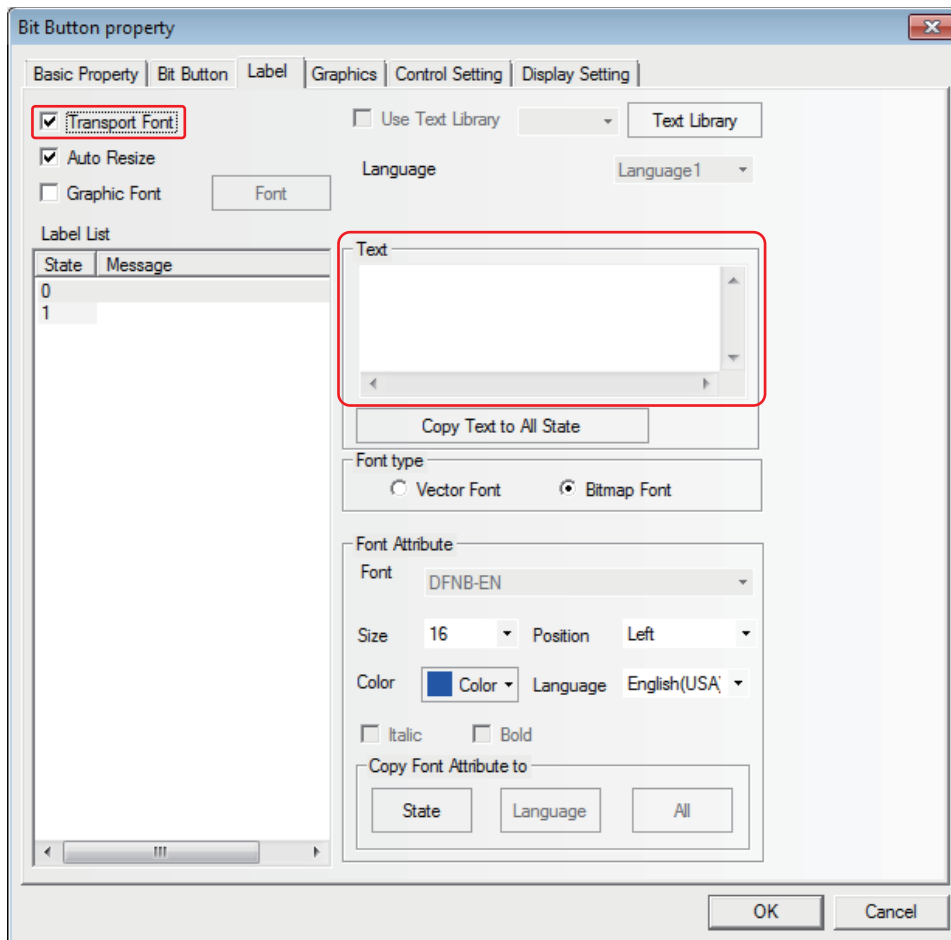 Bit Button property
Basic Property Bit Button Label Graphics Control Setting Display Setting
Transport Font
Use Text Library
Text Library
Auto Resize
Language
Language1
Graphic Font
Font
Label List
State Message
0
1
Text
Copy Text to All State
Font type
Vector Font
Bitmap Font
Font Attribute
Font
DFNB-EN
Size
16
Position
Left
Color
Color
Language
English(USA)
Italic
Bold
Copy Font Attribute to
State
Language
All
OK
Cancel